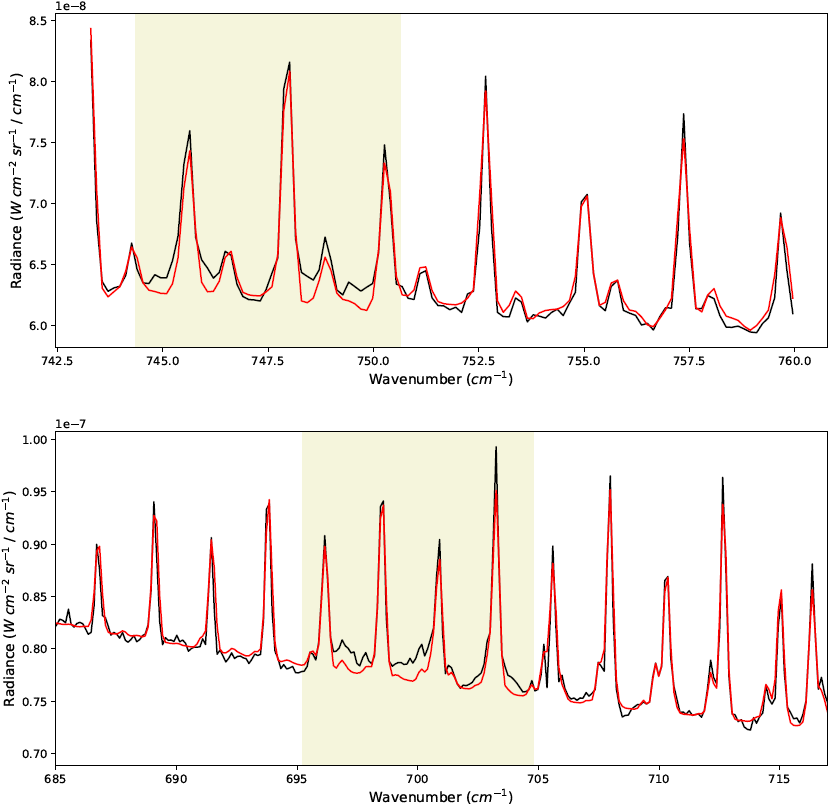 1e−8
8.5
8.0
7.5
7.0
6.5
6.0
Radiance (W cm⁻² sr⁻¹ / cm⁻¹)
742.5 745.0 747.5 750.0 752.5 755.0 757.5 760.0
Wavenumber (cm⁻¹)
1e−7
1.00
0.95
0.90
0.85
0.80
0.75
0.70
Radiance (W cm⁻² sr⁻¹ / cm⁻¹)
685 690 695 700 705 710 715
Wavenumber (cm⁻¹)